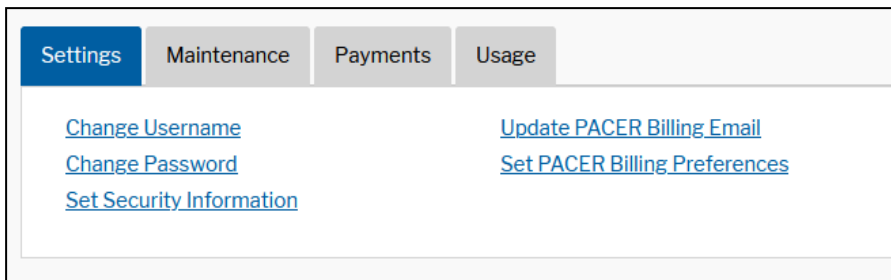 Settings Maintenance Payments Usage
Change Username
Change Password
Set Security Information
Update PACER Billing Email
Set PACER Billing Preferences